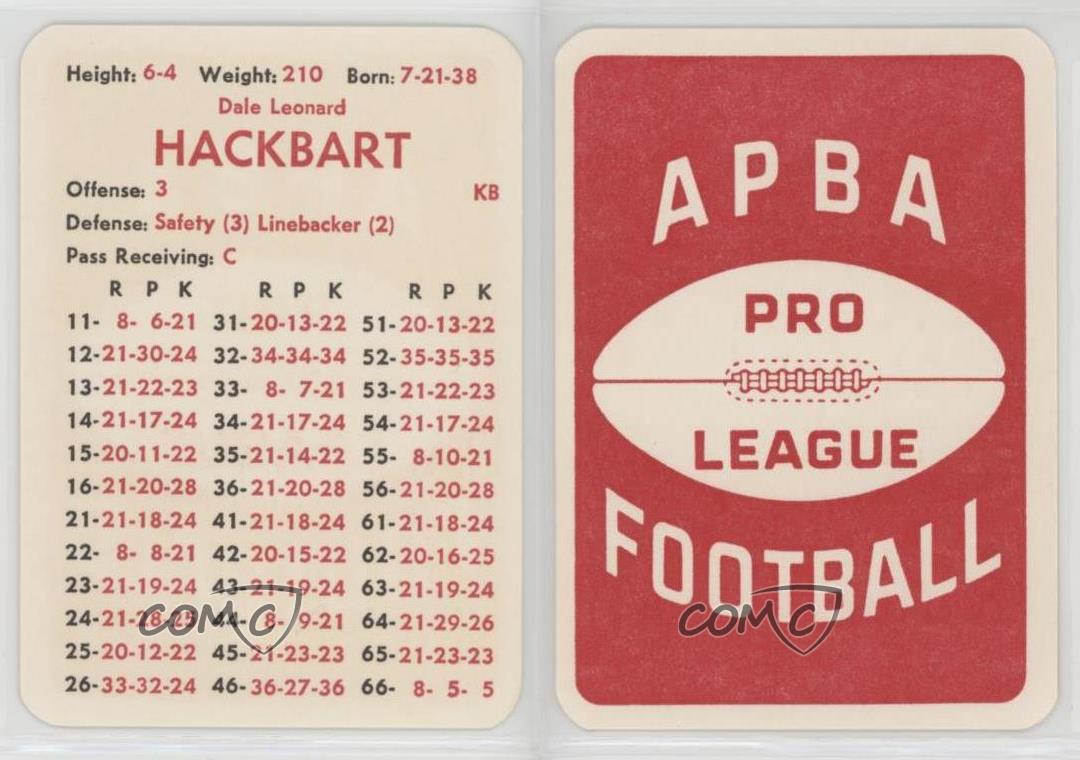 Height: 6-4 Weight: 210 Born: 7-21-38
Dale Leonard
HACKBART
Offense: 3 KB
Defense: Safety (3) Linebacker (2)
Pass Receiving: C
R P K R P K R P K
11- 8- 6-21 31-20-13-22 51-20-13-22
12-21-30-24 32-34-34-34 52-35-35-35
13-21-22-23 33- 8- 7-21 53-21-22-23
14-21-17-24 34-21-17-24 54-21-17-24
15-20-11-22 35-21-14-22 55- 8-10-21
16-21-20-28 36-21-20-28 56-21-20-28
21-21-18-24 41-21-18-24 61-21-18-24
22- 8- 8-21 42-20-15-22 62-20-16-25
23-21-19-24 43-21-19-24 63-21-19-24
24-21-28-25 44- 8- 9-21 64-21-29-26
25-20-12-22 45-21-23-23 65-21-23-23
26-33-32-24 46-36-27-36 66- 8- 5- 5
COMC
APBA
PRO
LEAGUE
FOOTBALL
COMC